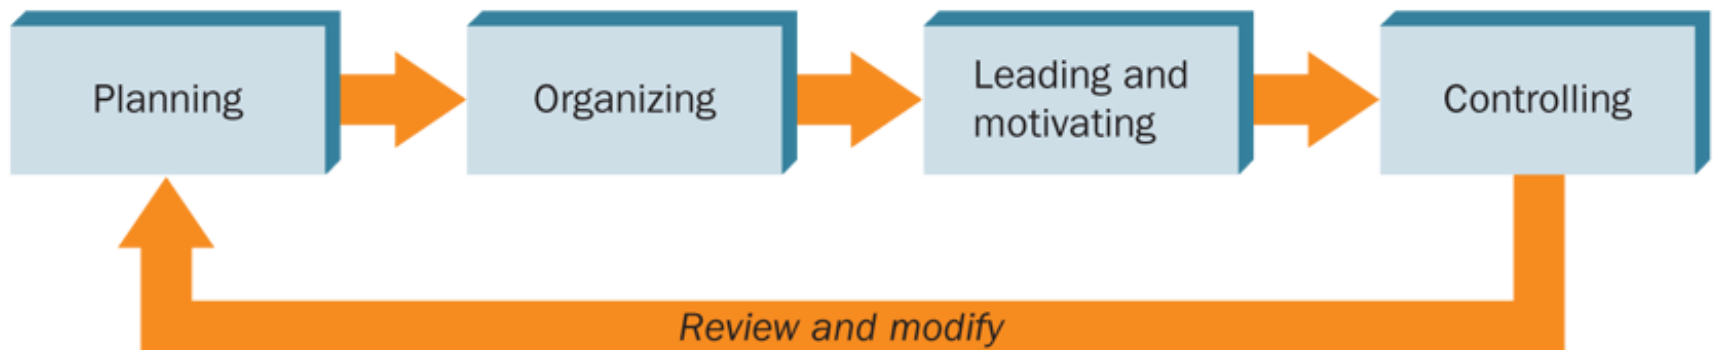 Planning
Organizing
Leading and
motivating
Controlling
Review and modify